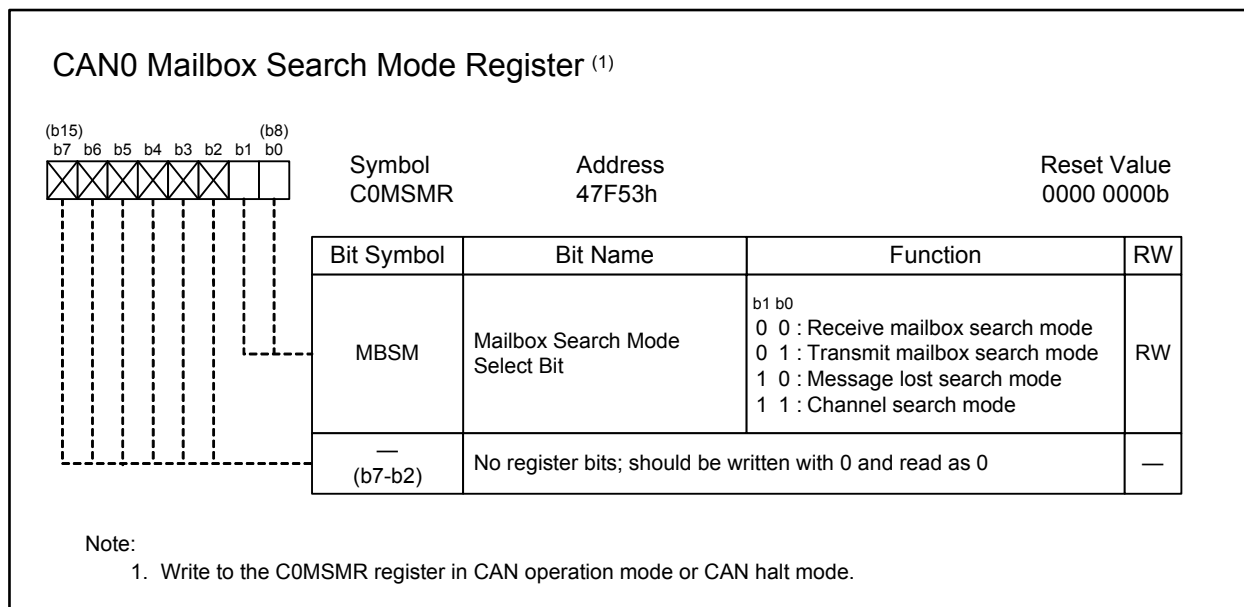 CAN0 Mailbox Search Mode Register (1)
(b15) (b8)
b7 b6 b5 b4 b3 b2 b1 b0
Symbol Address Reset Value
C0MSMR 47F53h 0000 0000b
Bit Symbol Bit Name Function RW
MBSM
Mailbox Search Mode
Select Bit
b1 b0
0 0 : Receive mailbox search mode
0 1 : Transmit mailbox search mode
1 0 : Message lost search mode
1 1 : Channel search mode
RW
—
(b7-b2)
No register bits; should be written with 0 and read as 0
—
Note:
1. Write to the C0MSMR register in CAN operation mode or CAN halt mode.